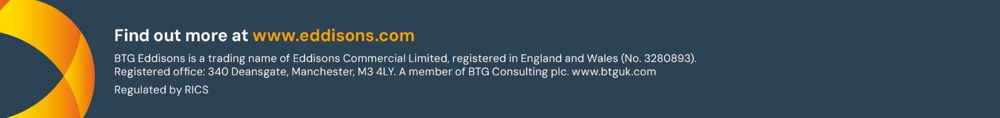 Find out more at www.eddisons.com
BTG Eddisons is a trading name of Eddisons Commercial Limited, registered in England and Wales (No. 3280893).
Registered office: 340 Deansgate, Manchester, M3 4LY. A member of BTG Consulting plc. www.btguk.com
Regulated by RICS